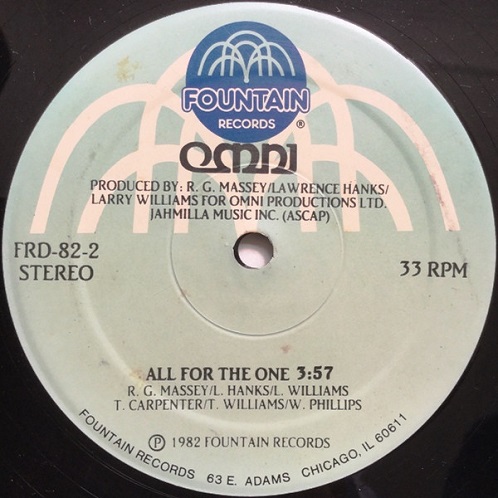 FOUNTAIN
RECORDS ®
OMNI
PRODUCED BY: R. G. MASSEY/LAWRENCE HANKS/
LARRY WILLIAMS FOR OMNI PRODUCTIONS LTD.
JAHMILLA MUSIC INC. (ASCAP)
FRD-82-2
STEREO
33 RPM
ALL FOR THE ONE 3:57
R. G. MASSEY/L. HANKS/L. WILLIAMS
T. CARPENTER/T. WILLIAMS/W. PHILLIPS
℗ 1982 FOUNTAIN RECORDS
FOUNTAIN RECORDS 63 E. ADAMS CHICAGO, IL 60611